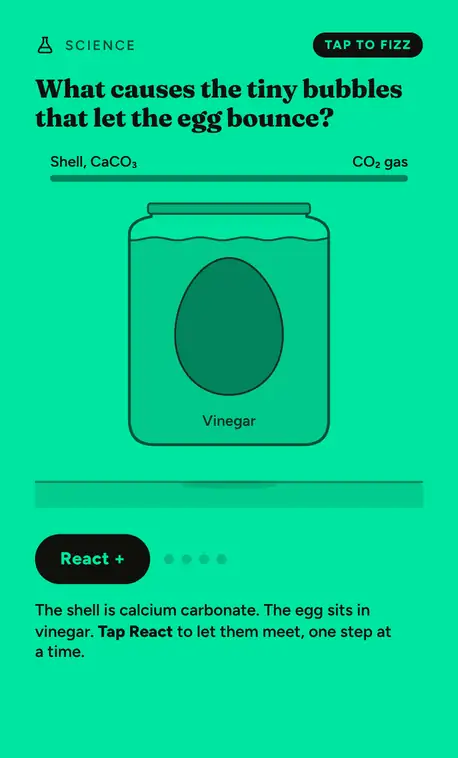 SCIENCE
TAP TO FIZZ
What causes the tiny bubbles
that let the egg bounce?
Shell, CaCO₃
CO₂ gas
Vinegar
React +
The shell is calcium carbonate. The egg sits in
vinegar. Tap React to let them meet, one step at
a time.